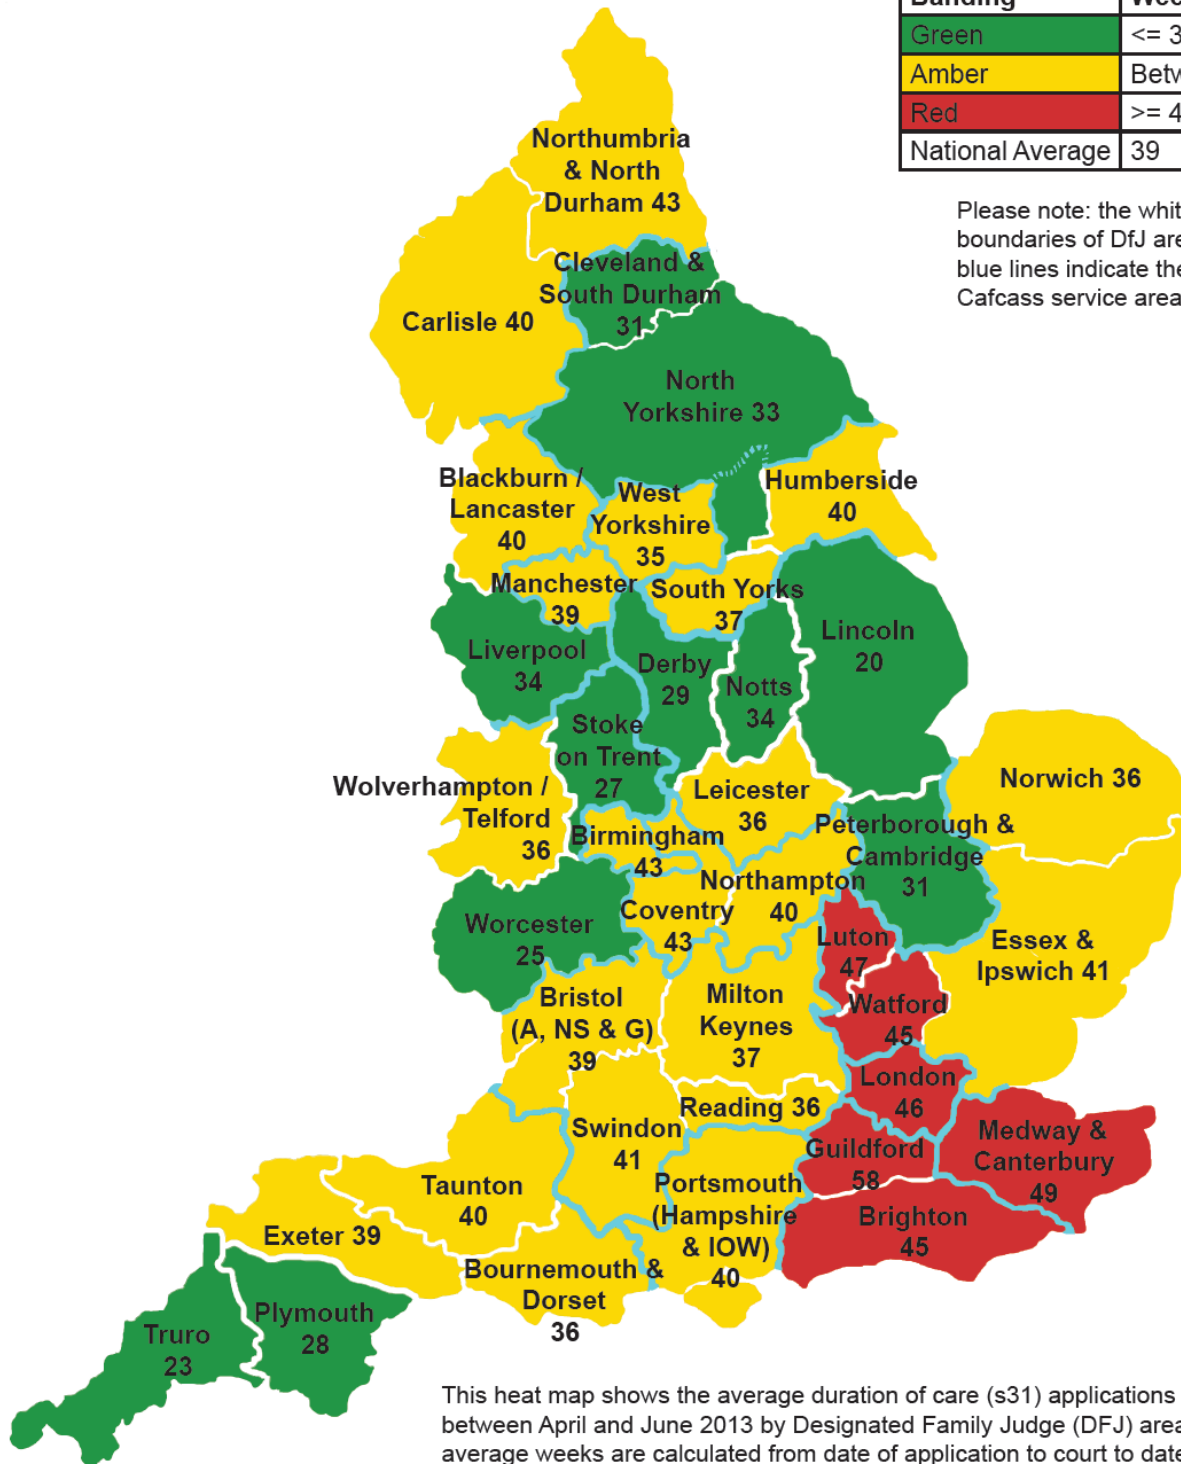 Green
<= 3
Amber
Betw
Red
>= 4
National Average
39
Please note: the whit
boundaries of DfJ are
blue lines indicate the
Cafcass service area
Northumbria
& North
Durham 43
Cleveland &
South Durham
31
Carlisle 40
North
Yorkshire 33
Blackburn /
Lancaster
40
West
Yorkshire
35
Humberside
40
Manchester
39
South Yorks
37
Liverpool
34
Derby
29
Notts
34
Lincoln
20
Stoke
on Trent
27
Wolverhampton /
Telford
36
Leicester
36
Norwich 36
Birmingham
43
Peterborough &
Cambridge
31
Northampton
40
Worcester
25
Coventry
43
Luton
47
Essex &
Ipswich 41
Bristol
(A, NS & G)
39
Milton
Keynes
37
Watford
45
London
46
Reading 36
Swindon
41
Guildford
58
Medway &
Canterbury
49
Taunton
40
Portsmouth
(Hampshire
& IOW)
40
Brighton
45
Exeter 39
Bournemouth &
Dorset
36
Plymouth
28
Truro
23
This heat map shows the average duration of care (s31) applications
between April and June 2013 by Designated Family Judge (DFJ) area
average weeks are calculated from date of application to court to date